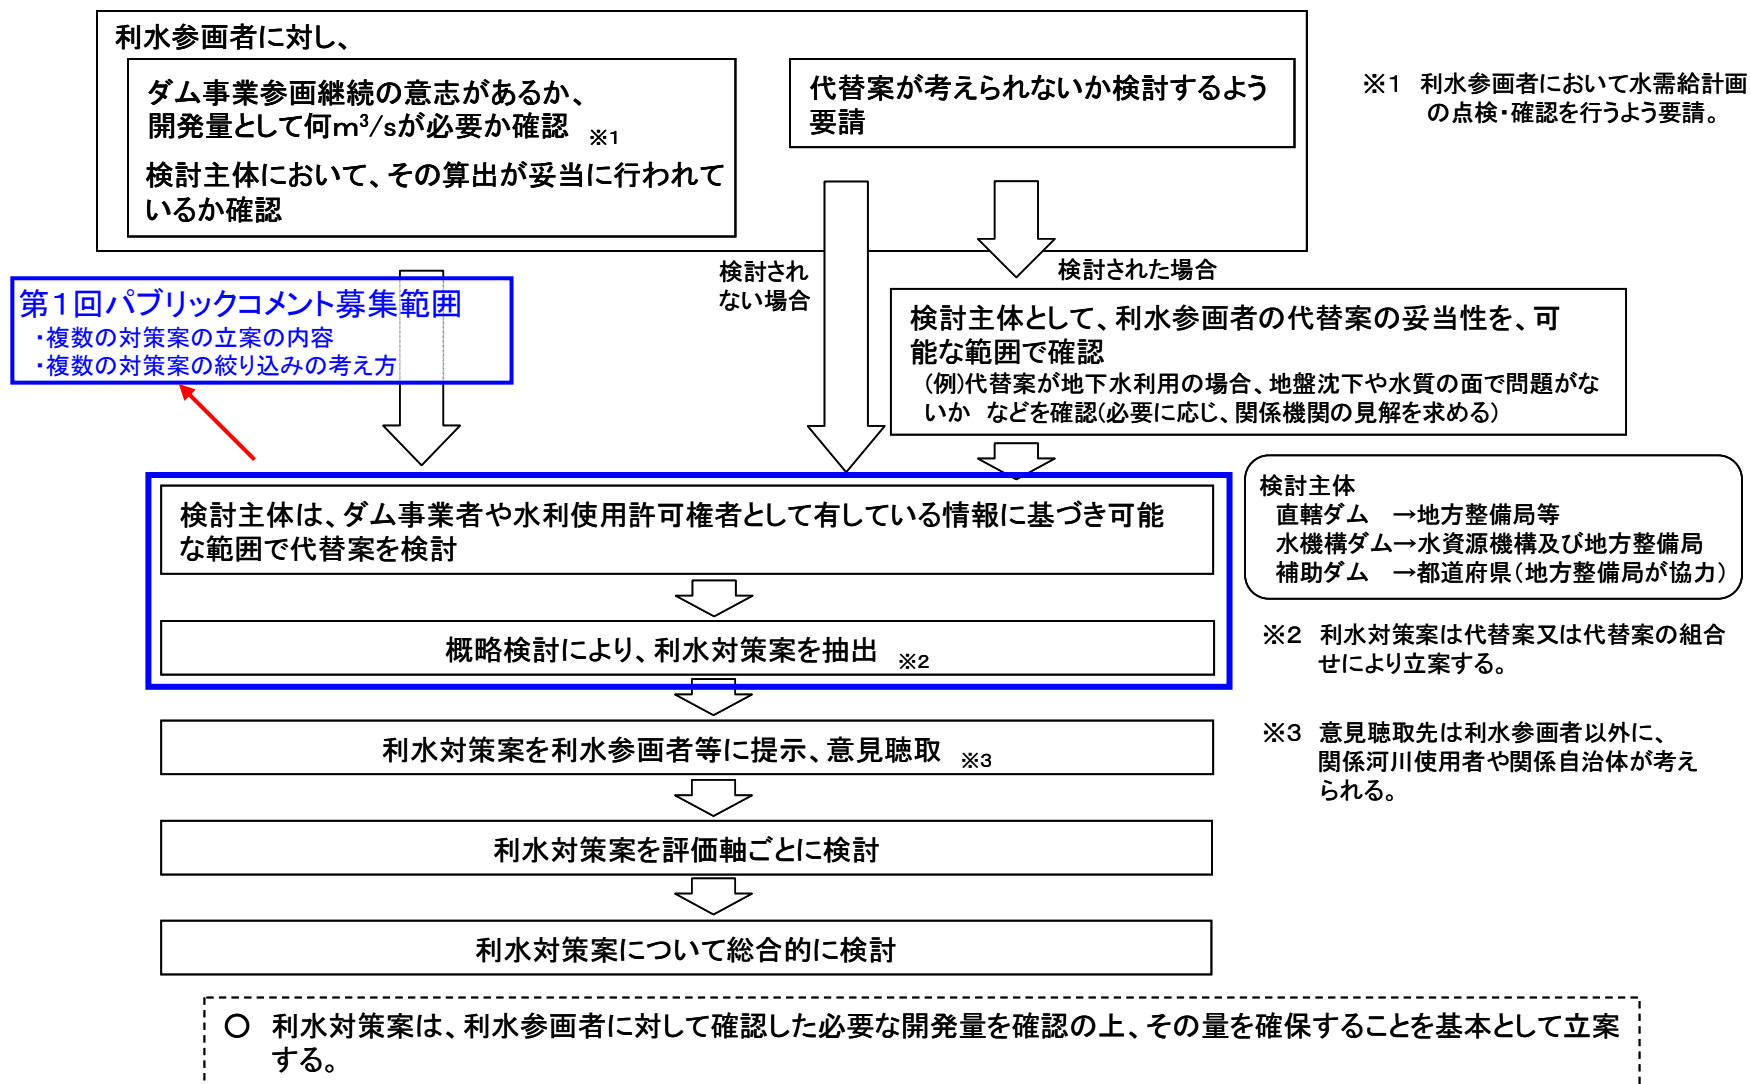 利水参画者に対し、
ダム事業参画継続の意志があるか、
開発量として何m³/sが必要か確認 ※1
検討主体において、その算出が妥当に行われて
いるか確認
代替案が考えられないか検討するよう
要請
※1 利水参画者において水需給計画
の点検・確認を行うよう要請。
検討され
ない場合
検討された場合
第1回パブリックコメント募集範囲
・複数の対策案の立案の内容
・複数の対策案の絞り込みの考え方
検討主体として、利水参画者の代替案の妥当性を、可
能な範囲で確認
(例)代替案が地下水利用の場合、地盤沈下や水質の面で問題がな
いか などを確認(必要に応じ、関係機関の見解を求める)
検討主体は、ダム事業者や水利使用許可権者として有している情報に基づき可能
な範囲で代替案を検討
検討主体
直轄ダム →地方整備局等
水機構ダム→水資源機構及び地方整備局
補助ダム →都道府県(地方整備局が協力)
概略検討により、利水対策案を抽出 ※2
※2 利水対策案は代替案又は代替案の組合
せにより立案する。
利水対策案を利水参画者等に提示、意見聴取 ※3
※3 意見聴取先は利水参画者以外に、
関係河川使用者や関係自治体が考え
られる。
利水対策案を評価軸ごとに検討
利水対策案について総合的に検討
○ 利水対策案は、利水参画者に対して確認した必要な開発量を確認の上、その量を確保することを基本として立案
する。